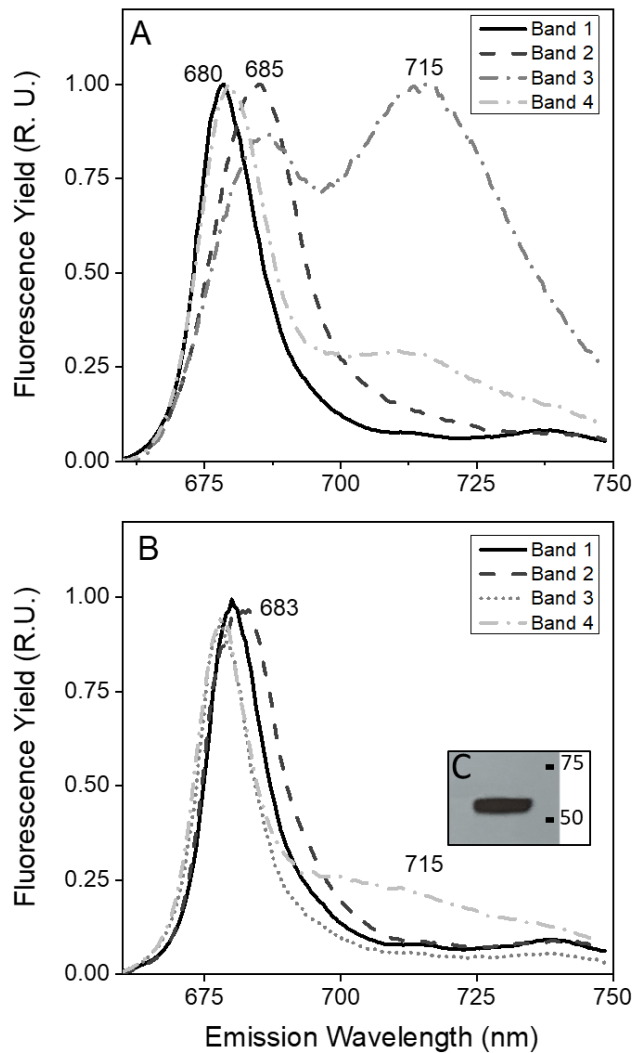 A
680
685
715
Band 1
Band 2
Band 3
Band 4
Fluorescence Yield (R. U.)
1.00
0.75
0.50
0.25
0.00
675
700
725
750
B
683
Band 1
Band 2
Band 3
Band 4
Fluorescence Yield (R.U.)
1.00
0.75
0.50
0.25
0.00
C
75
50
715
675
700
725
750
Emission Wavelength (nm)